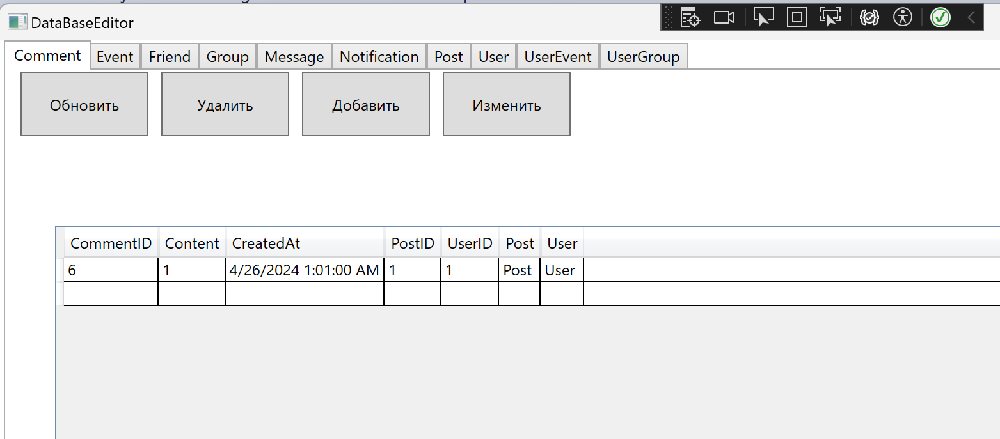 DataBaseEditor
Comment Event Friend Group Message Notification Post User UserEvent UserGroup
Обновить Удалить Добавить Изменить
CommentID Content CreatedAt PostID UserID Post User
6 1 4/26/2024 1:01:00 AM 1 1 Post User